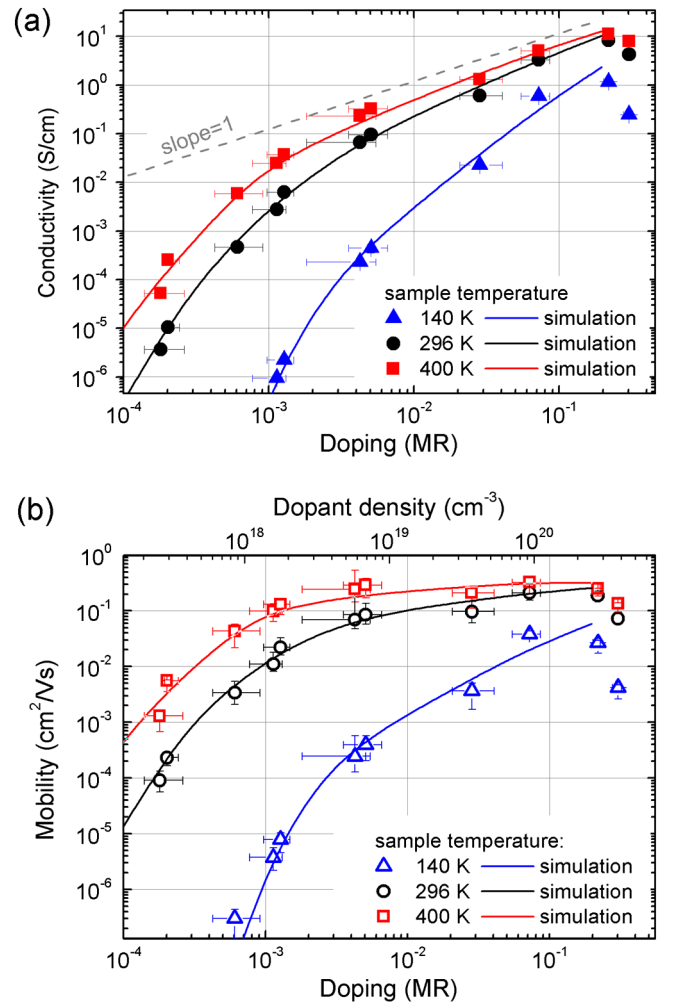 (a)
10^1
10^0
10^-1
10^-2
10^-3
10^-4
10^-5
10^-6
Conductivity (S/cm)
slope=1
sample temperature
140 K simulation
296 K simulation
400 K simulation
10^-4 10^-3 10^-2 10^-1
Doping (MR)
(b)
Dopant density (cm^-3)
10^18 10^19 10^20
10^0
10^-1
10^-2
10^-3
10^-4
10^-5
10^-6
Mobility (cm^2/Vs)
sample temperature:
140 K simulation
296 K simulation
400 K simulation
10^-4 10^-3 10^-2 10^-1 10^0
Doping (MR)